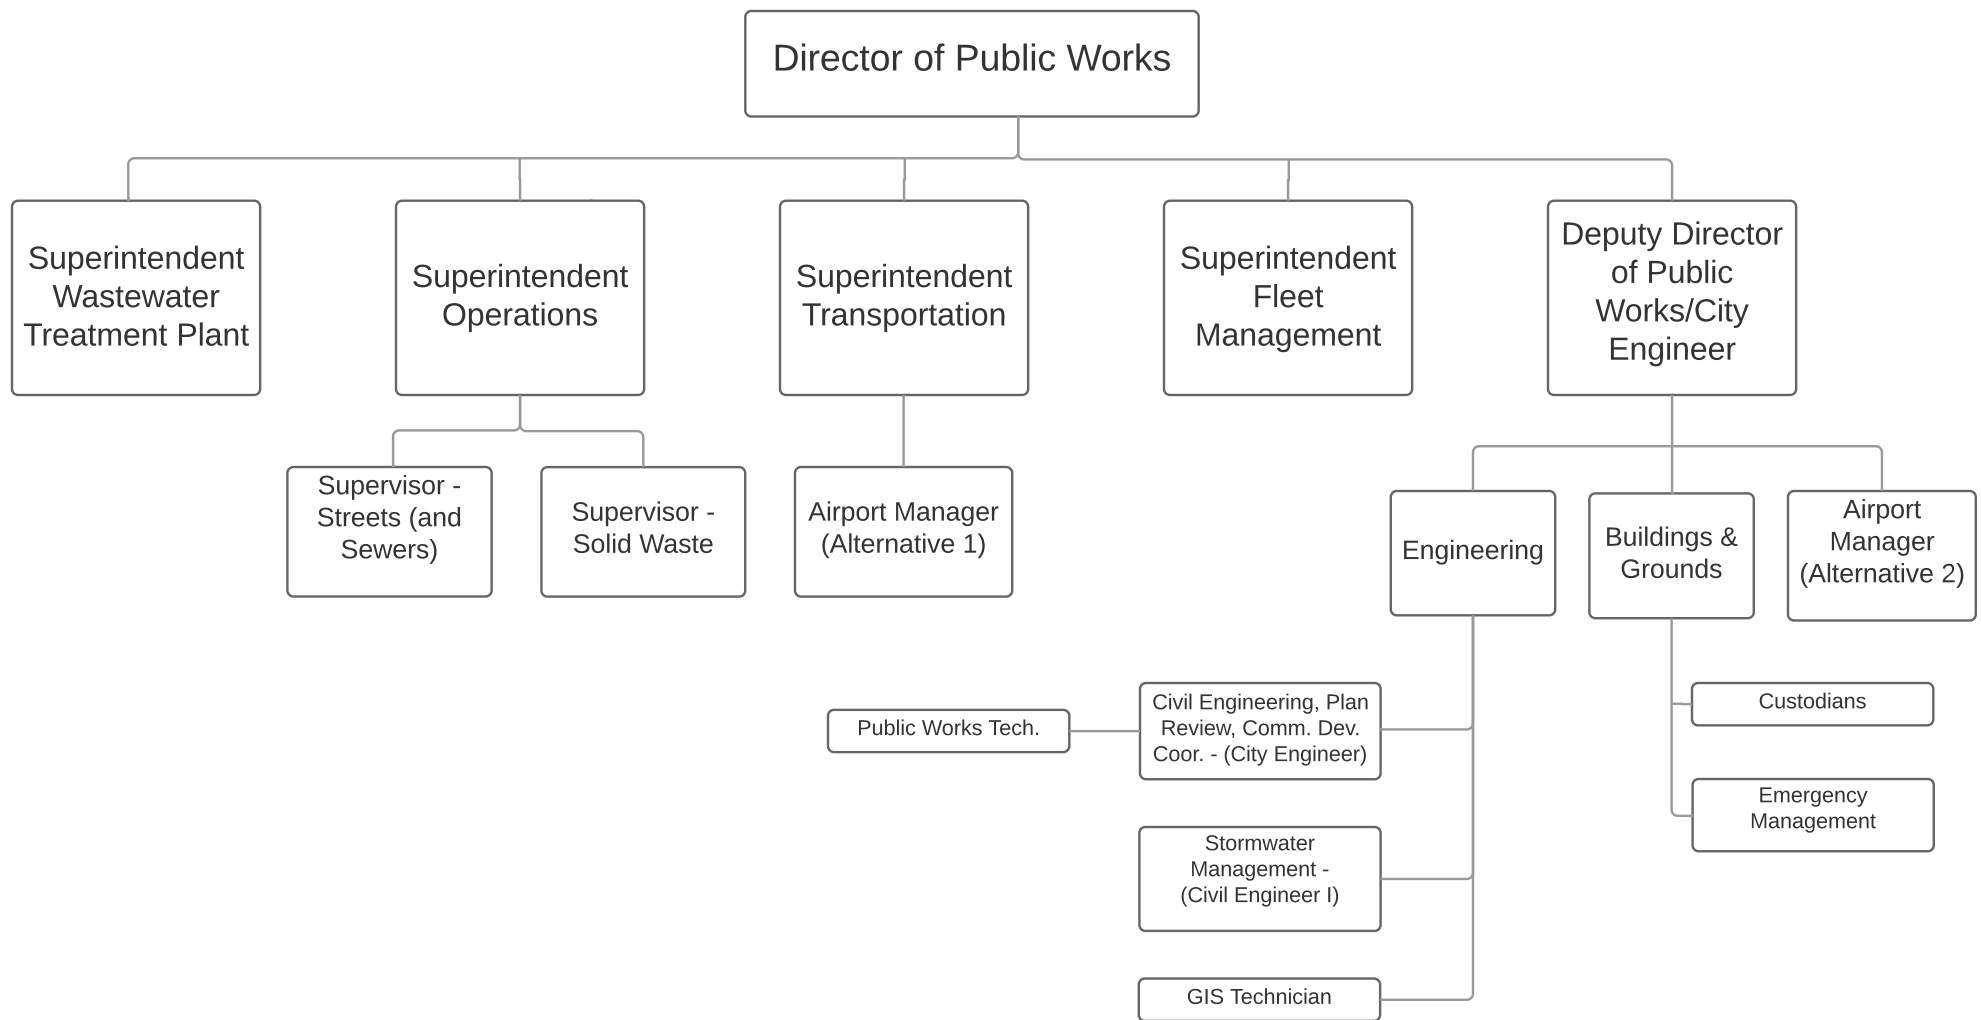 Director of Public Works
Superintendent
Wastewater
Treatment Plant
Superintendent
Operations
Superintendent
Transportation
Superintendent
Fleet
Management
Deputy Director
of Public
Works/City
Engineer
Supervisor -
Streets (and
Sewers)
Supervisor -
Solid Waste
Airport Manager
(Alternative 1)
Engineering
Buildings &
Grounds
Airport
Manager
(Alternative 2)
Public Works Tech.
Civil Engineering, Plan
Review, Comm. Dev.
Coor. - (City Engineer)
Custodians
Emergency
Management
Stormwater
Management -
(Civil Engineer I)
GIS Technician